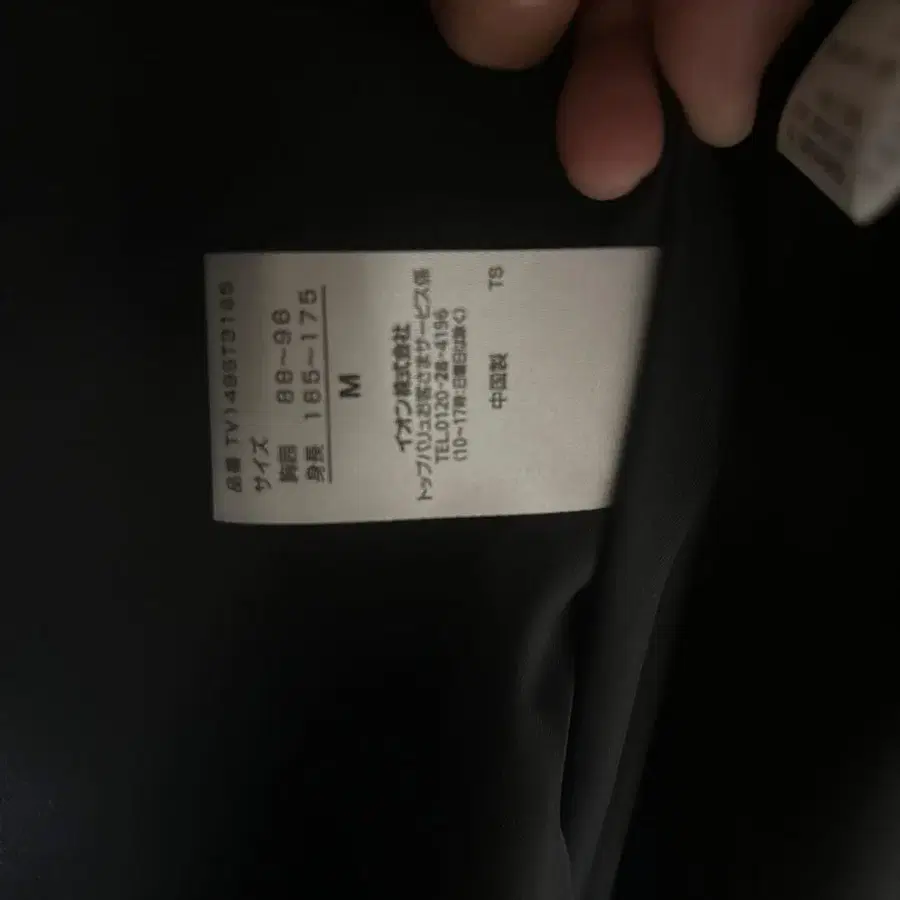 品番 TV1495T9185
サイズ
胸囲 88~96
身長 165~175
M
イオン株式会社
トップバリュお客さまサービス係
TEL.0120-28-4196
(10~17時:日曜日は除く)
中国製 TS